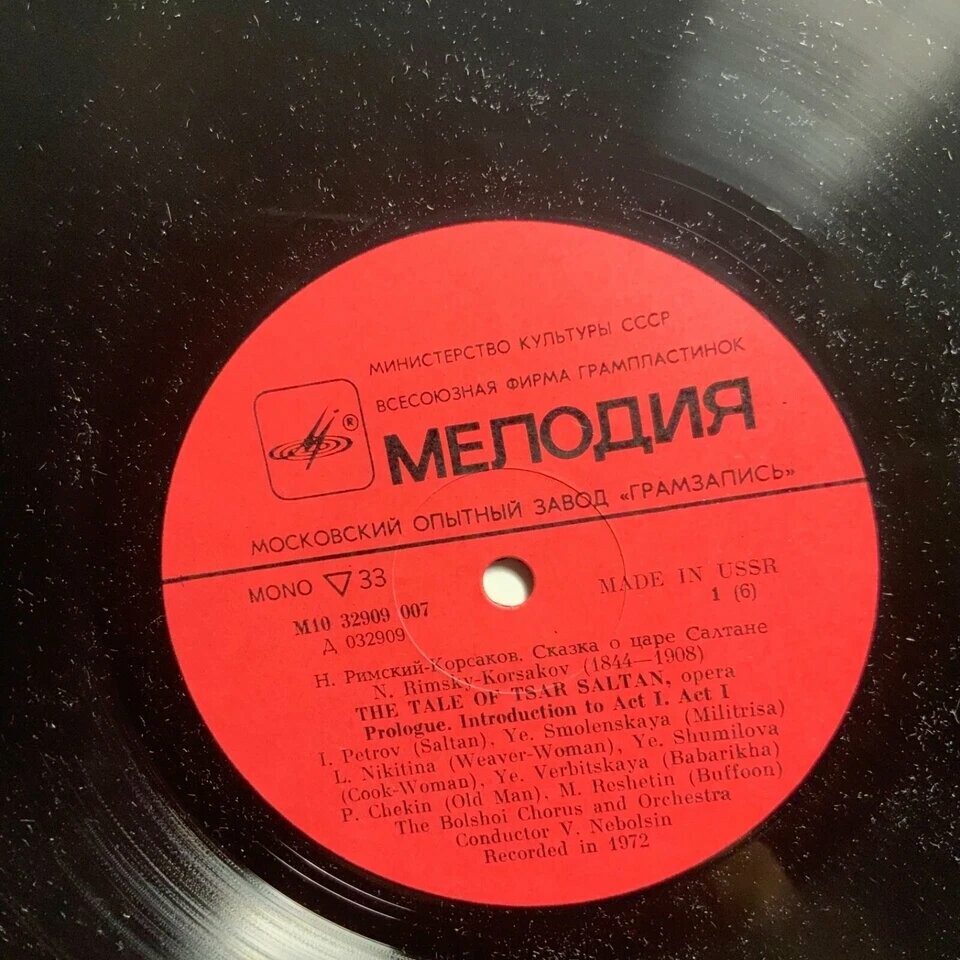 МИНИСТЕРСТВО КУЛЬТУРЫ СССР
ВСЕСОЮЗНАЯ ФИРМА ГРАМПЛАСТИНОК
®
МЕЛОДИЯ
МОСКОВСКИЙ ОПЫТНЫЙ ЗАВОД «ГРАМЗАПИСЬ»
MONO ▽ 33
MADE IN USSR
М10 32909 007
1 (6)
Д 032909
Н. Римский-Корсаков. Сказка о царе Салтане
N. Rimsky-Korsakov (1844—1908)
THE TALE OF TSAR SALTAN, opera
Prologue. Introduction to Act I. Act I
I. Petrov (Saltan), Ye. Smolenskaya (Militrisa)
L. Nikitina (Weaver-Woman), Ye. Shumilova
(Cook-Woman), Ye. Verbitskaya (Babarikha)
P. Chekin (Old Man), M. Reshetin (Buffoon)
The Bolshoi Chorus and Orchestra
Conductor V. Nebolsin
Recorded in 1972